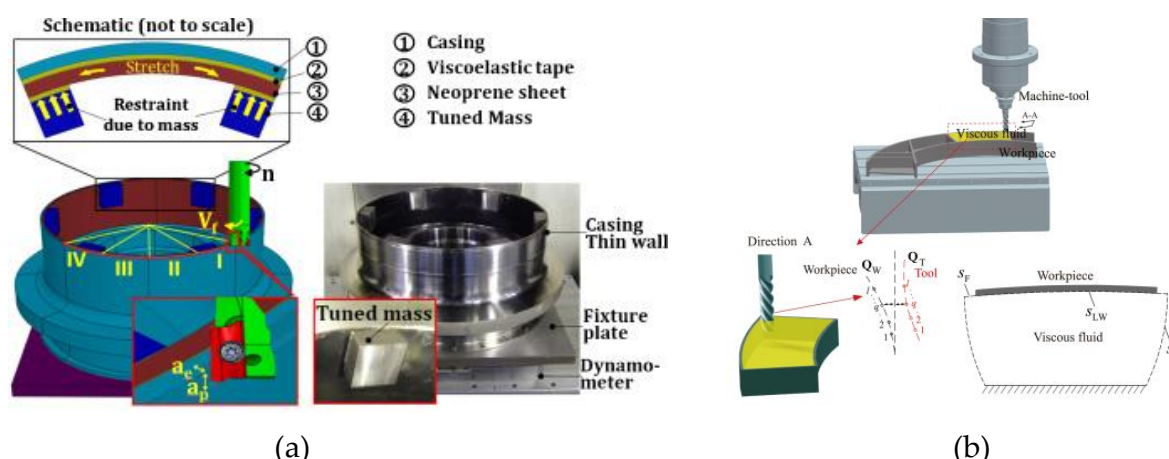 Schematic (not to scale)
Stretch
Restraint
due to mass
①
②
③
④
① Casing
② Viscoelastic tape
③ Neoprene sheet
④ Tuned Mass
n
Vf
IV
III
II
I
ae
ap
Tuned mass
Casing
Thin wall
Fixture
plate
Dynamo-
meter
(a)
Machine-tool
A-A
Viscous fluid
Workpiece
Direction A
Workpiece
QW
QT
Tool
SF
Workpiece
SLW
Viscous fluid
(b)